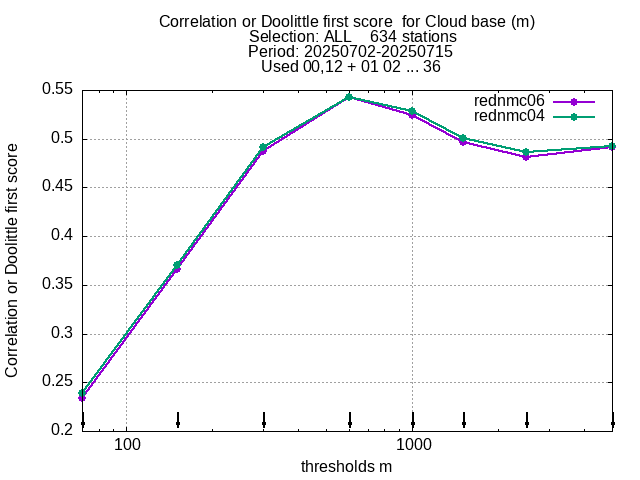 Correlation or Doolittle first score  for Cloud base (m)
Selection: ALL    634 stations
Period: 20250702-20250715
Used 00,12 + 01 02 ... 36
rednmc06
rednmc04
Correlation or Doolittle first score
0.55
0.5
0.45
0.4
0.35
0.3
0.25
0.2
100
1000
thresholds m